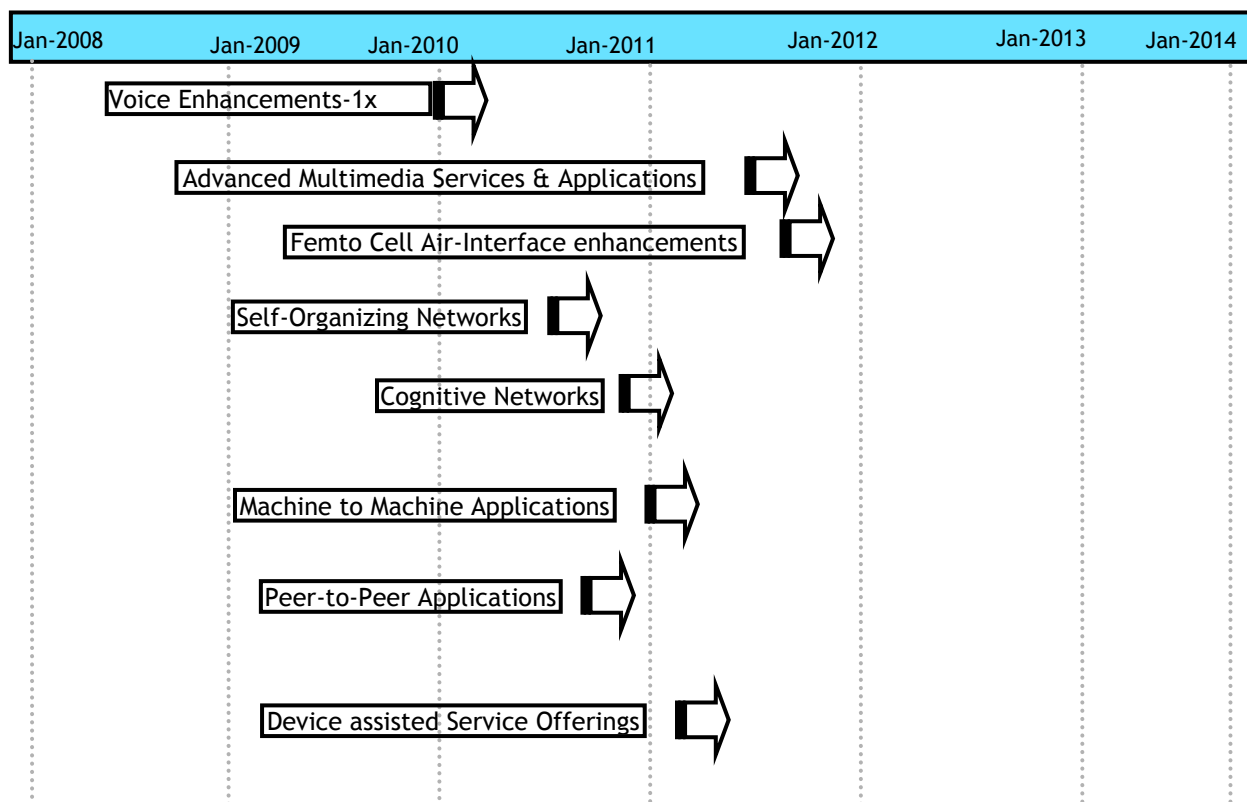 Jan-2008
Jan-2009
Jan-2010
Jan-2011
Jan-2012
Jan-2013
Jan-2014
Voice Enhancements-1x
Advanced Multimedia Services & Applications
Femto Cell Air-Interface enhancements
Self-Organizing Networks
Cognitive Networks
Machine to Machine Applications
Peer-to-Peer Applications
Device assisted Service Offerings